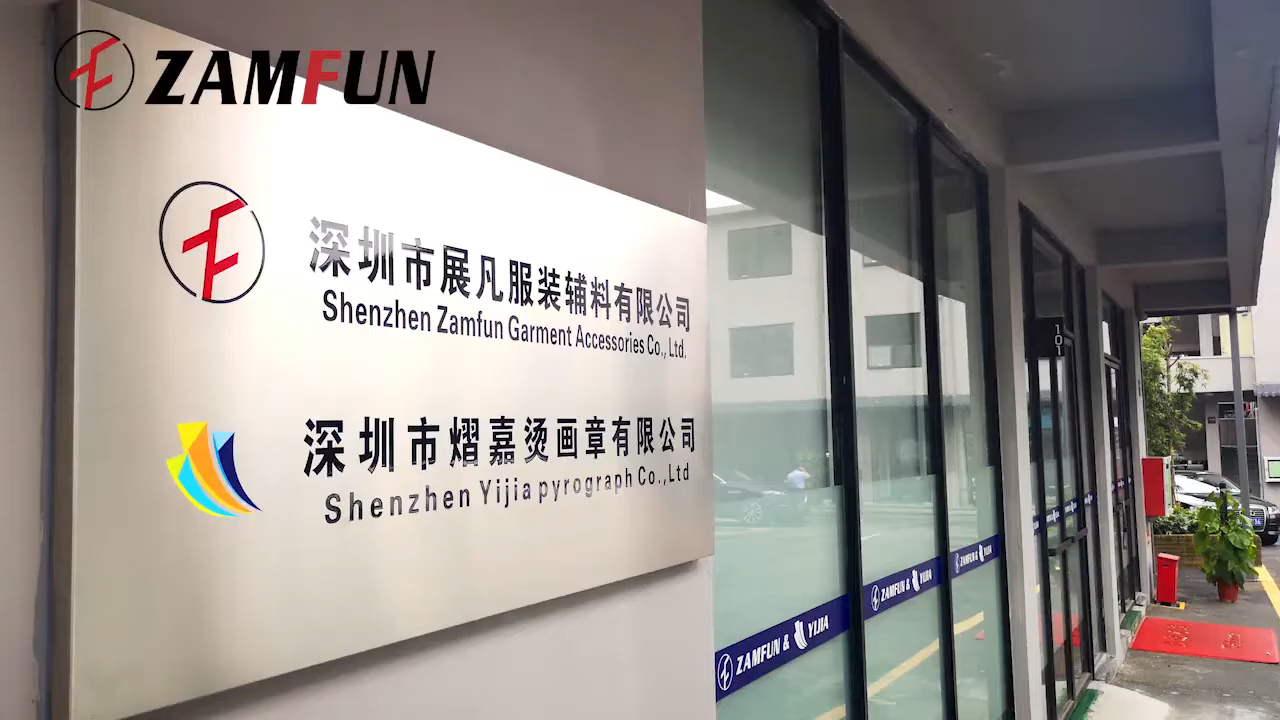 ZAMFUN
深圳市展凡服装辅料有限公司
Shenzhen Zamfun Garment Accessories Co., Ltd.
深圳市熠嘉烫画章有限公司
Shenzhen Yijia pyrograph Co.,Ltd
ZAMFUN & YIJIA
ZAMFUN & YIJIA
ZAMFUN & YIJIA
101